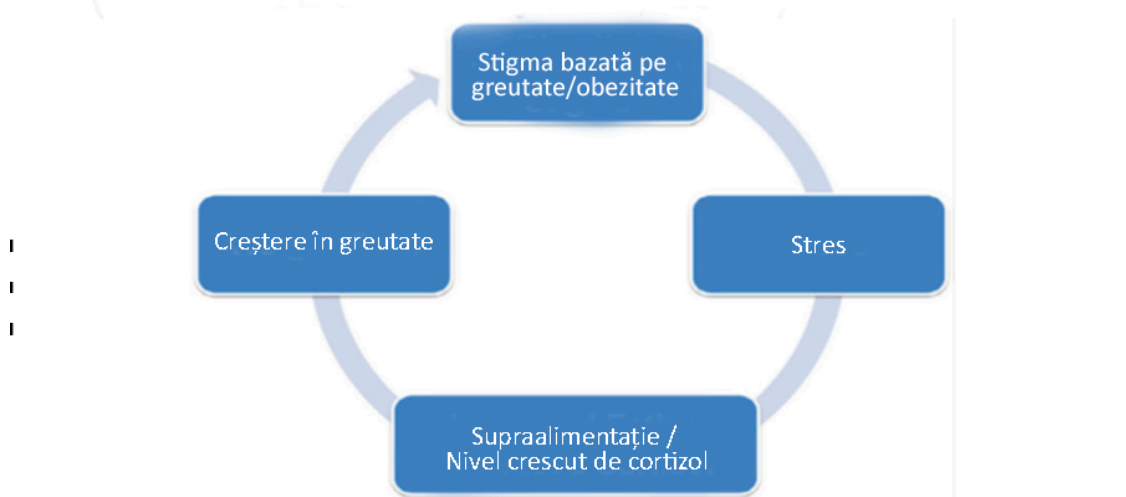 Stigma bazată pe
greutate/obezitate
Stres
Supraalimentație /
Nivel crescut de cortizol
Creștere în greutate